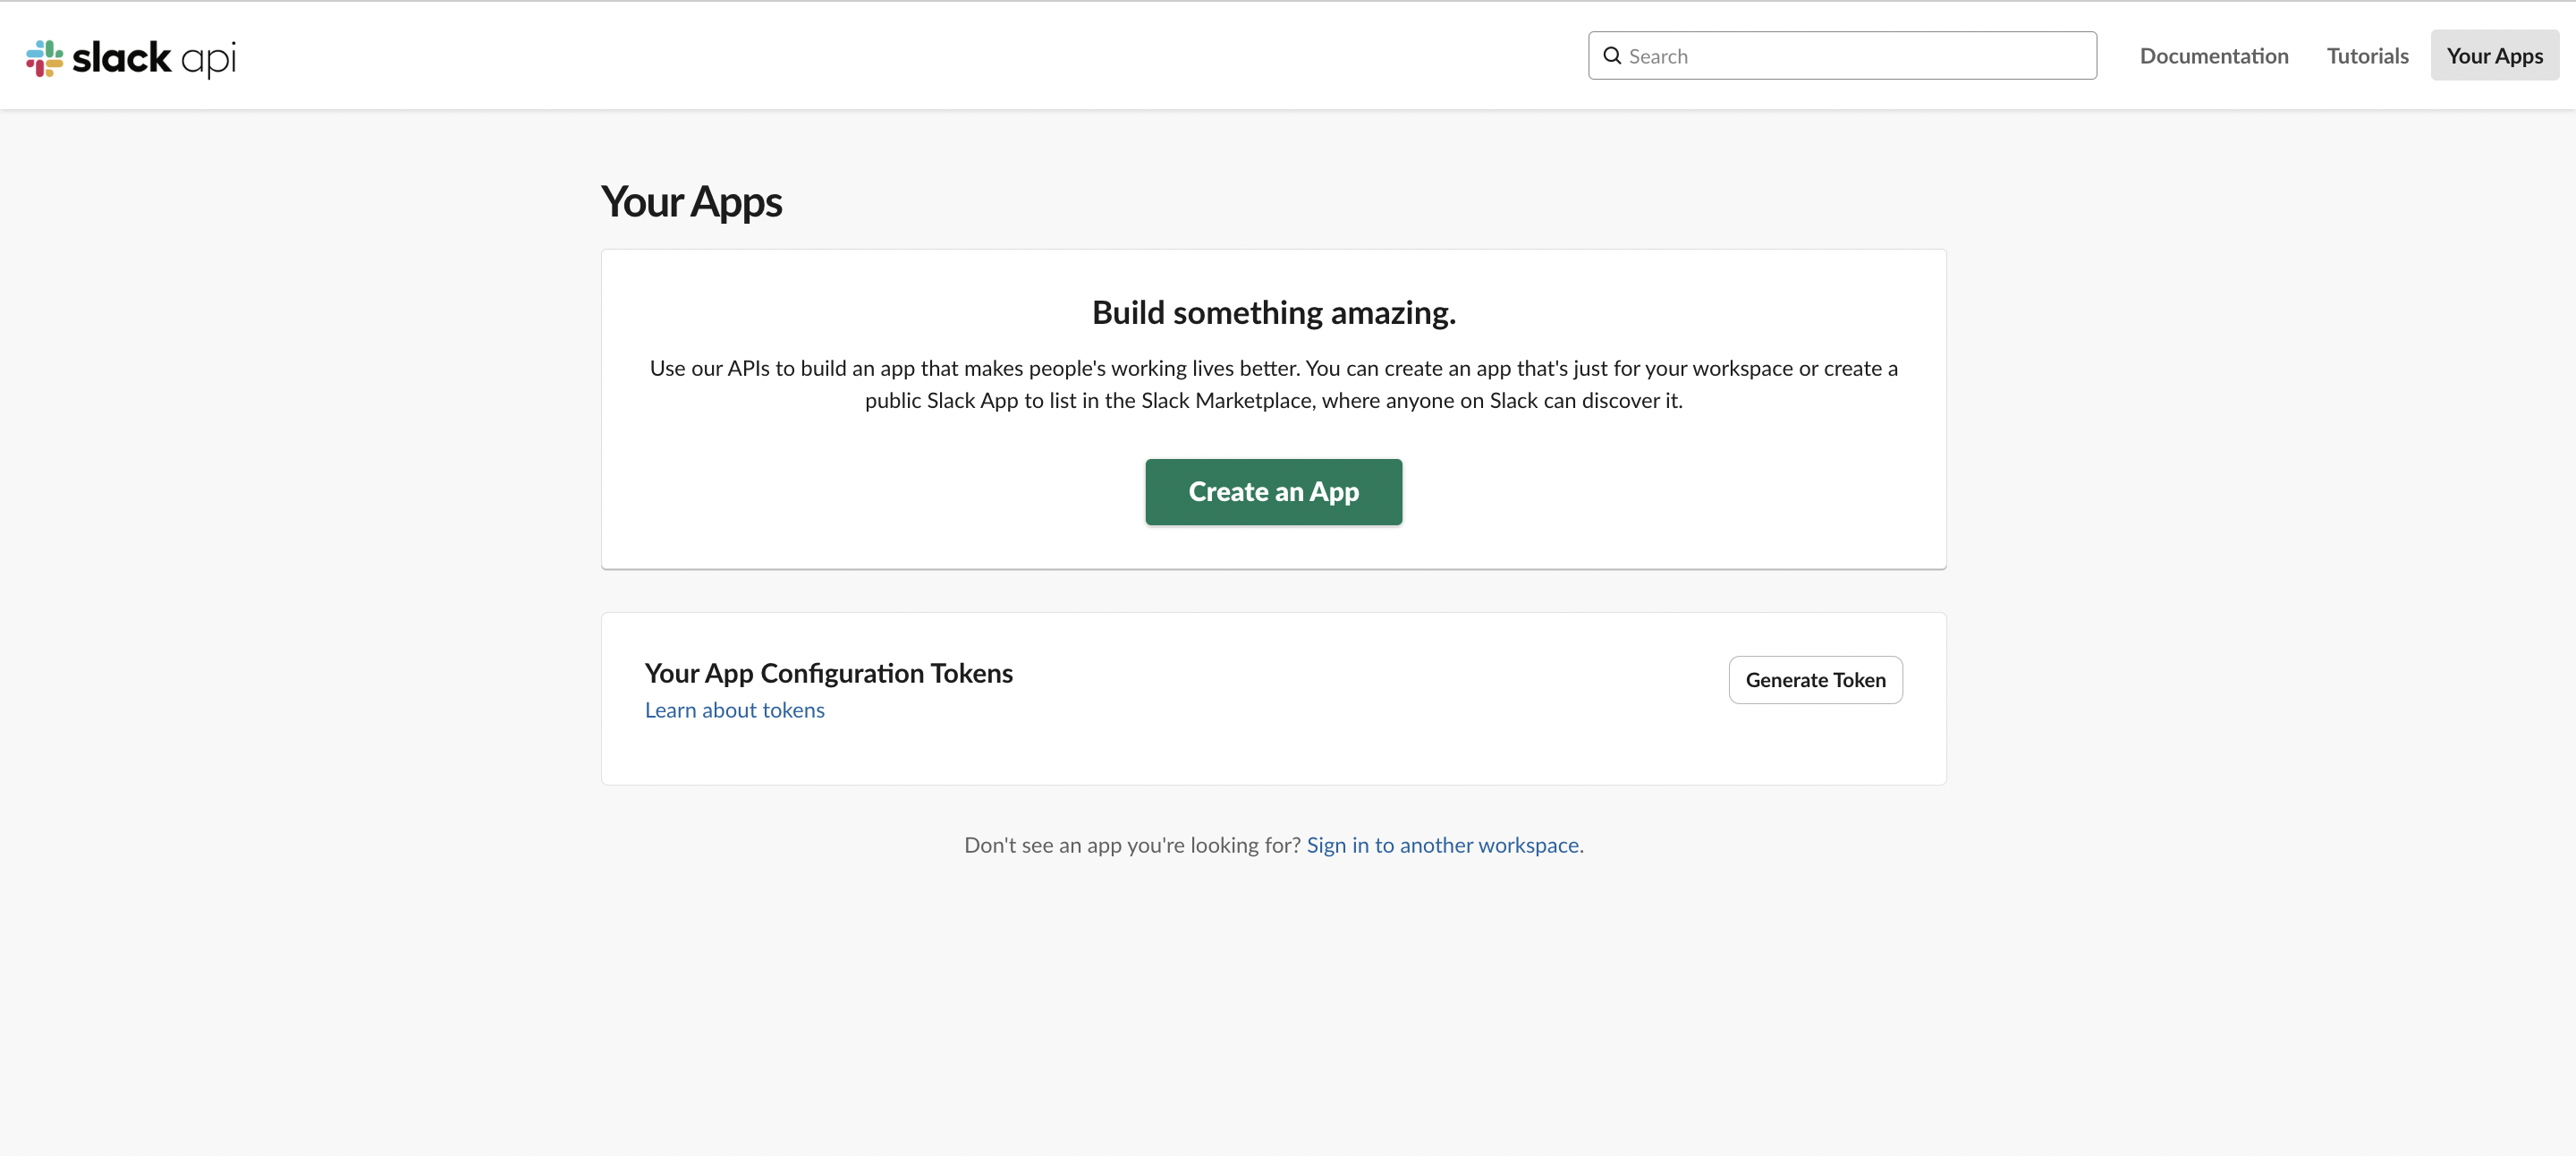 slack api
Search
Documentation
Tutorials
Your Apps
Your Apps
Build something amazing.
Use our APIs to build an app that makes people's working lives better. You can create an app that's just for your workspace or create a
public Slack App to list in the Slack Marketplace, where anyone on Slack can discover it.
Create an App
Your App Configuration Tokens
Generate Token
Learn about tokens
Don't see an app you're looking for? Sign in to another workspace.